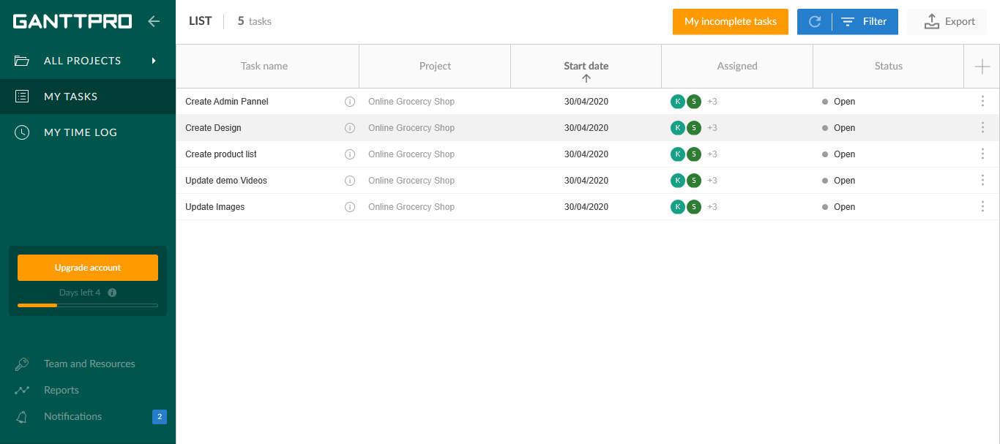 GANTTPRO
ALL PROJECTS
MY TASKS
MY TIME LOG
Upgrade account
Days left 4
Team and Resources
Reports
Notifications 2
LIST 5 tasks My incomplete tasks Filter Export
Task name Project Start date Assigned Status
Create Admin Pannel Online Grocercy Shop 30/04/2020 K S +3 Open
Create Design Online Grocercy Shop 30/04/2020 K S +3 Open
Create product list Online Grocercy Shop 30/04/2020 K S +3 Open
Update demo Videos Online Grocercy Shop 30/04/2020 K S +3 Open
Update Images Online Grocercy Shop 30/04/2020 K S +3 Open